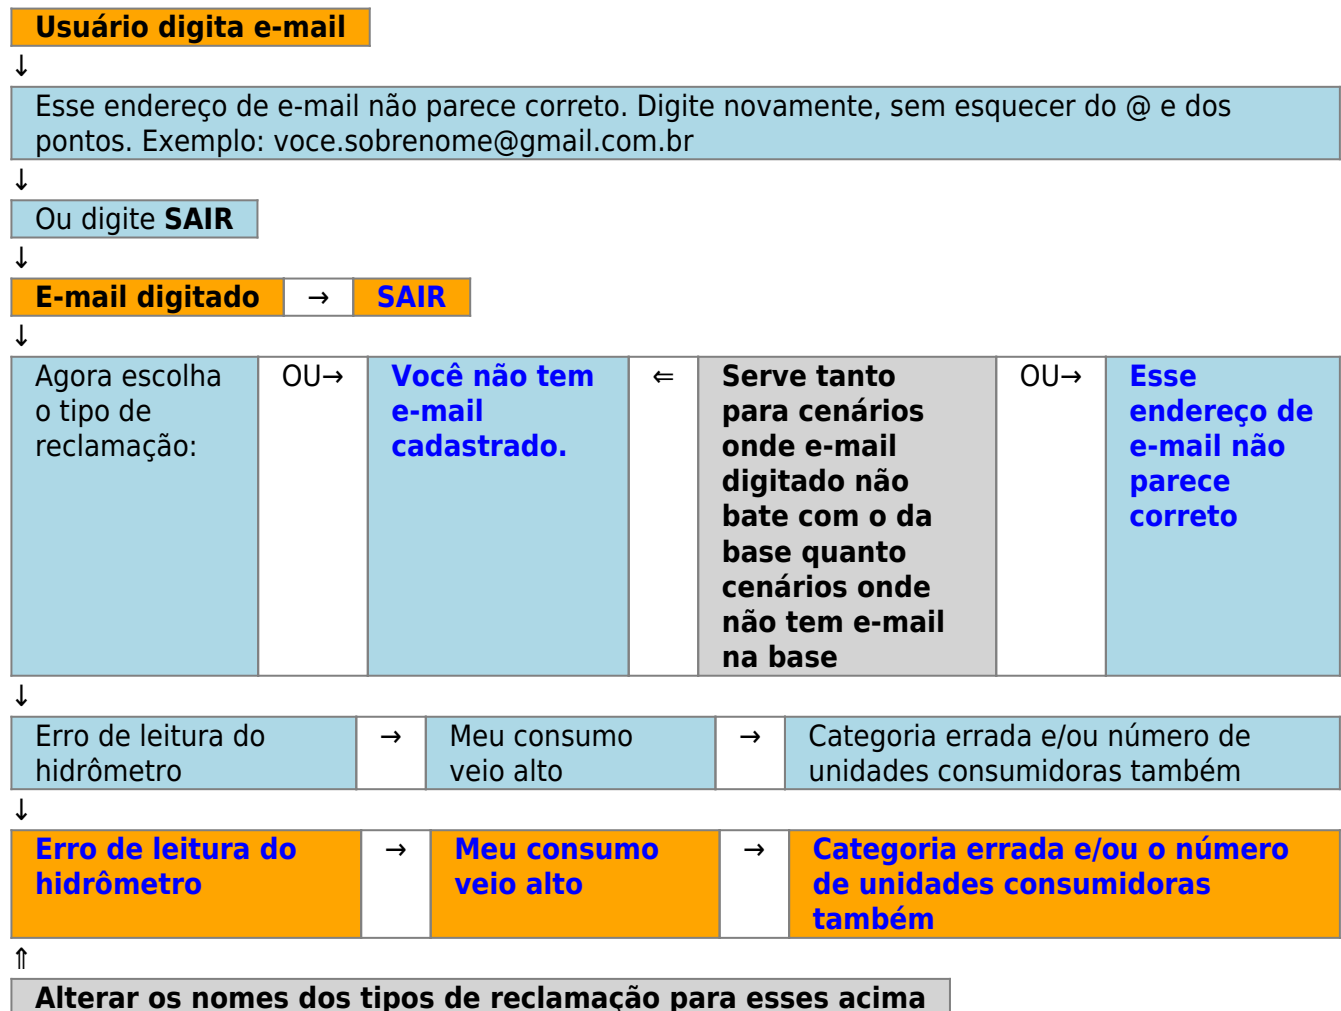 Usuário digita e-mail
↓
Esse endereço de e-mail não parece correto. Digite novamente, sem esquecer do @ e dos
pontos. Exemplo: voce.sobrenome@gmail.com.br
↓
Ou digite SAIR
↓
E-mail digitado → SAIR
↓
Agora escolha
o tipo de
reclamação:
OU→
Você não tem
e-mail
cadastrado.
⇐
Serve tanto
para cenários
onde e-mail
digitado não
bate com o da
base quanto
cenários onde
não tem e-mail
na base
OU→
Esse
endereço de
e-mail não
parece
correto
↓
Erro de leitura do
hidrômetro
→
Meu consumo
veio alto
→
Categoria errada e/ou número de
unidades consumidoras também
↓
Erro de leitura do
hidrômetro
→
Meu consumo
veio alto
→
Categoria errada e/ou o número
de unidades consumidoras
também
⇑
Alterar os nomes dos tipos de reclamação para esses acima